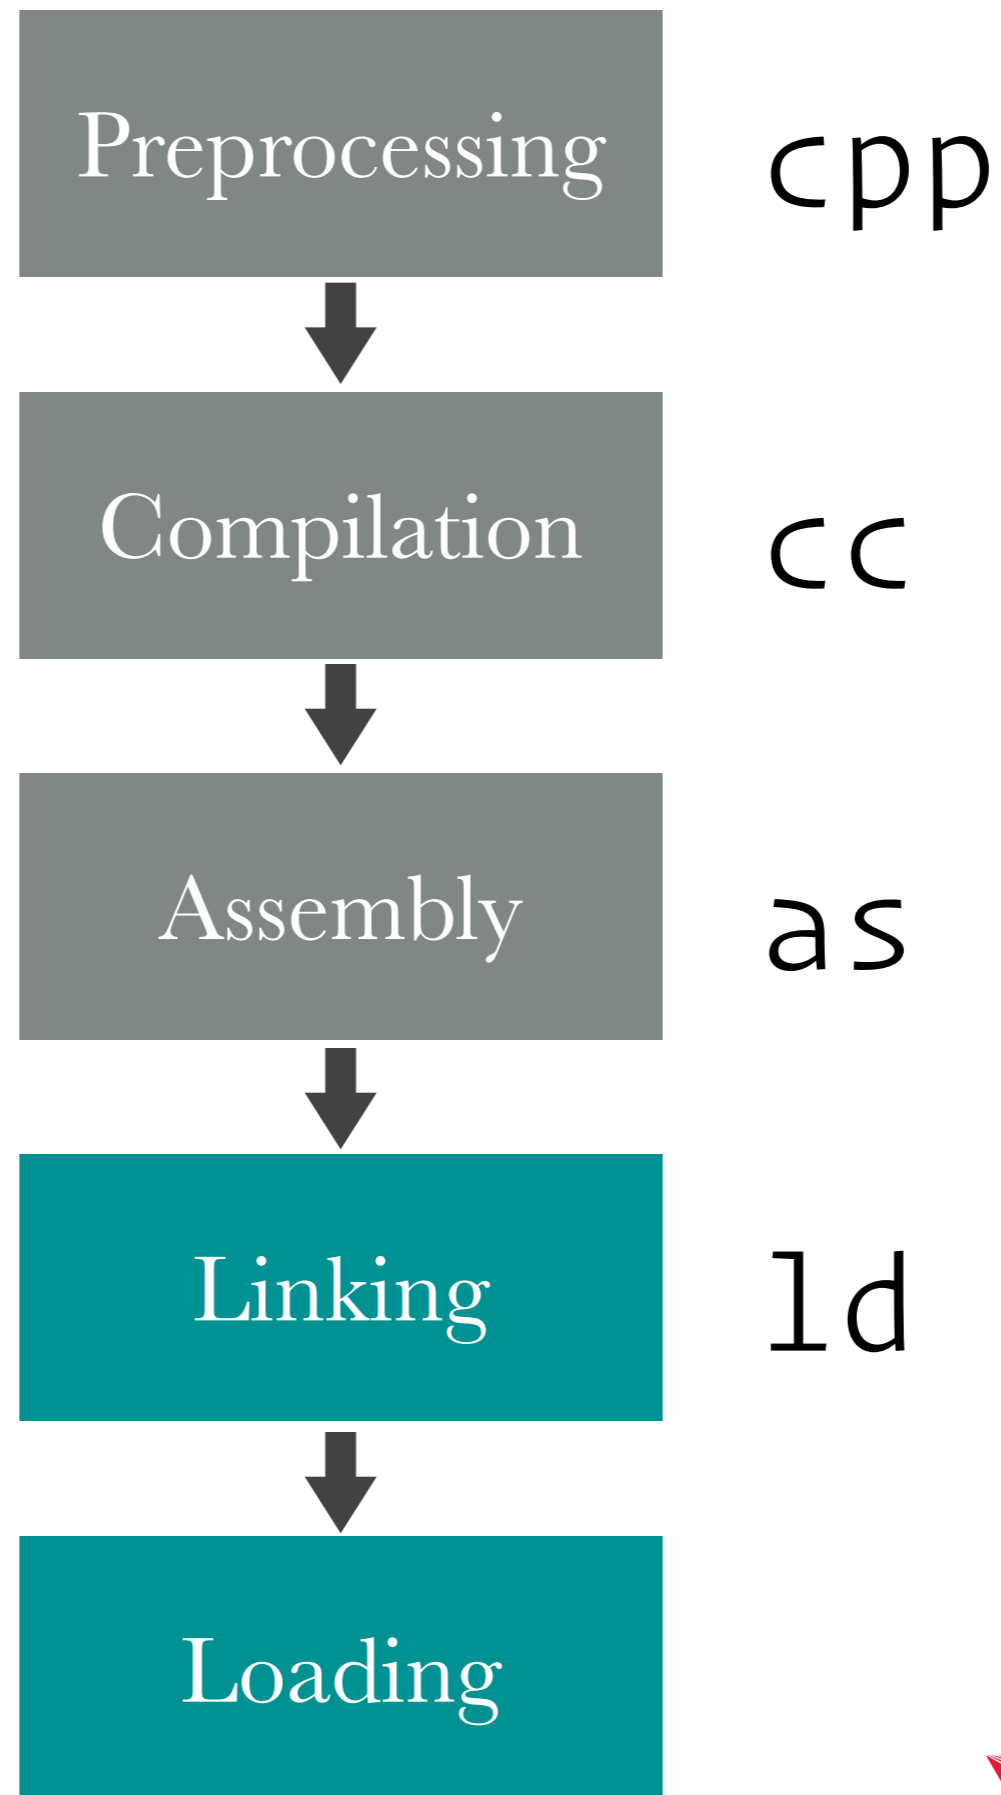 Preprocessing cpp
Compilation cc
Assembly as
Linking ld
Loading